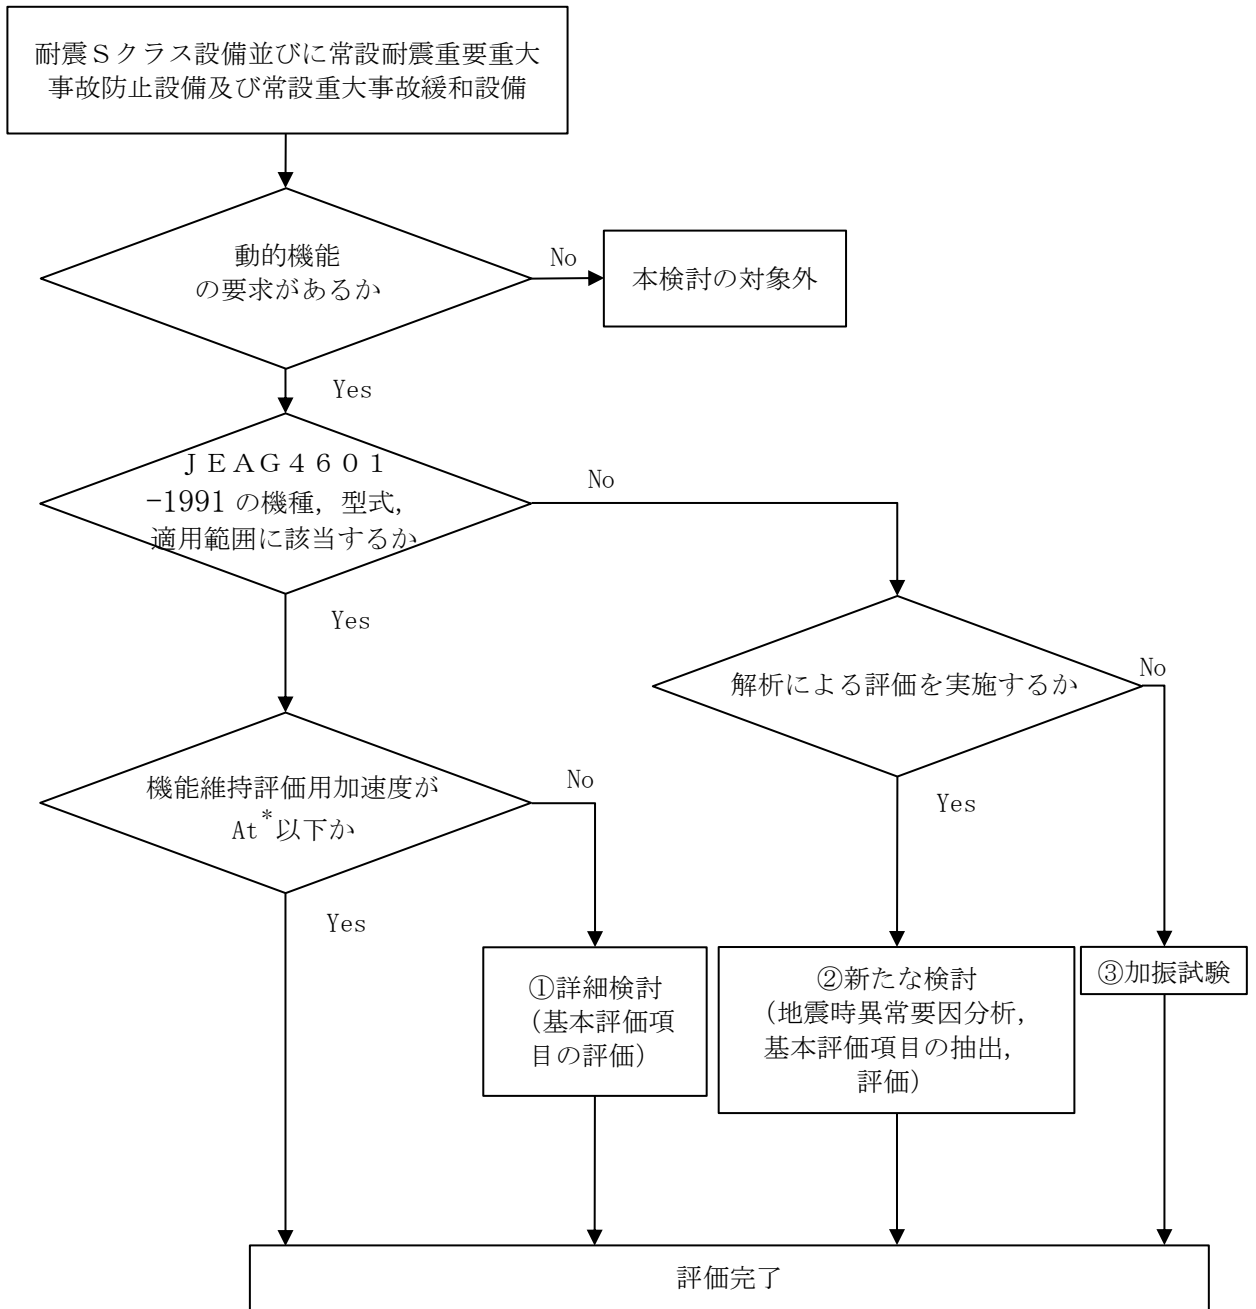 耐震Sクラス設備並びに常設耐震重要重大
事故防止設備及び常設重大事故緩和設備
動的機能
の要求があるか
No
本検討の対象外
Yes
JEAG4601
-1991の機種，型式，
適用範囲に該当するか
No
Yes
解析による評価を実施するか
No
Yes
機能維持評価用加速度が
At*以下か
No
Yes
①詳細検討
（基本評価項
目の評価）
②新たな検討
（地震時異常要因分析，
基本評価項目の抽出，
評価）
③加振試験
評価完了